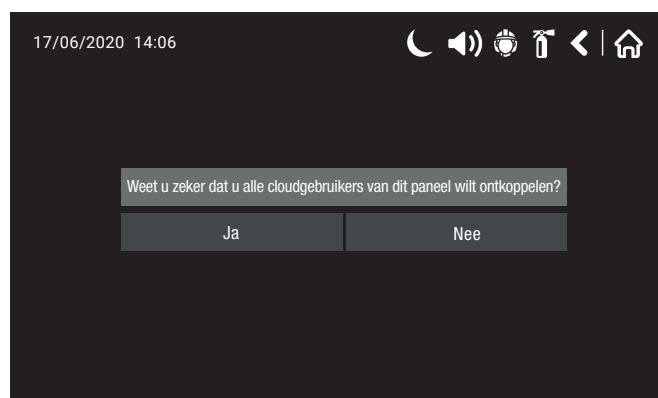 17/06/2020 14:06
Weet u zeker dat u alle cloudgebruikers van dit paneel wilt ontkoppelen?
Ja
Nee